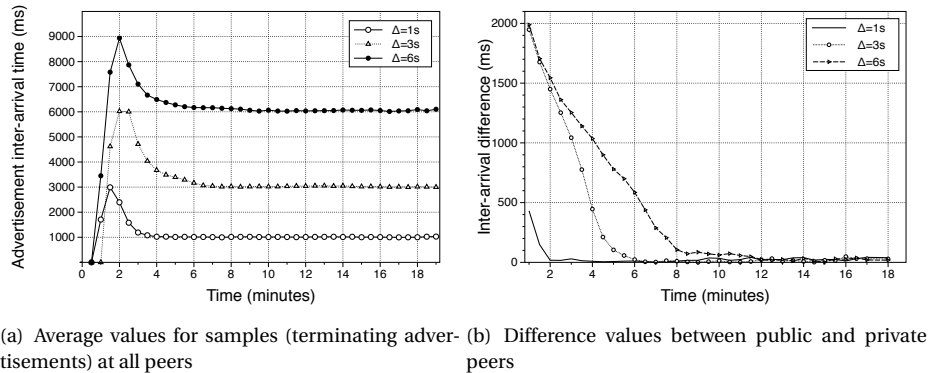 Advertisement inter-arrival time (ms)
9000
8000
7000
6000
5000
4000
3000
2000
1000
0 2 4 6 8 10 12 14 16 18
Time (minutes)
Δ=1s
Δ=3s
Δ=6s
Inter-arrival difference (ms)
2000
1500
1000
500
0
2 4 6 8 10 12 14 16 18
Time (minutes)
Δ=1s
Δ=3s
Δ=6s
(a) Average values for samples (terminating adver-
tisements) at all peers
(b) Difference values between public and private
peers